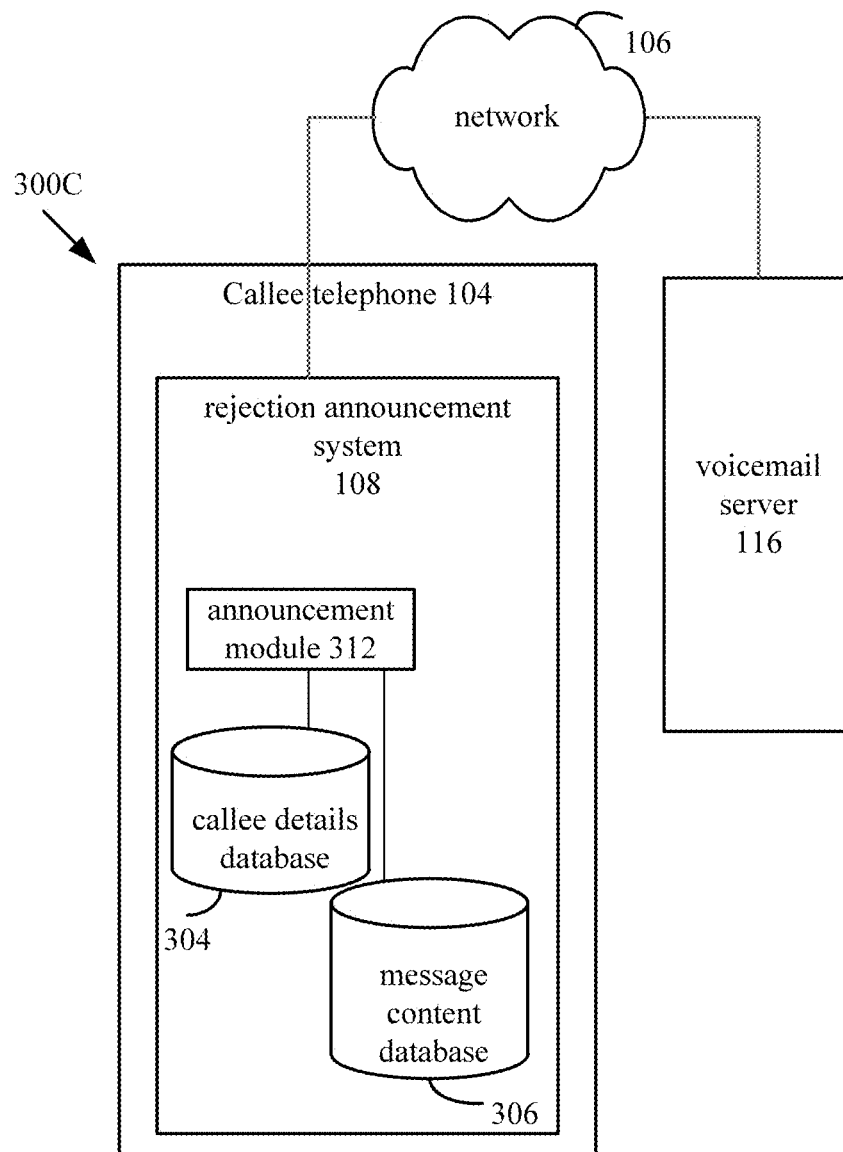 106
network
300C
Callee telephone 104
rejection announcement
system
108
voicemail
server
116
announcement
module 312
callee details
database
304
message
content
database
306